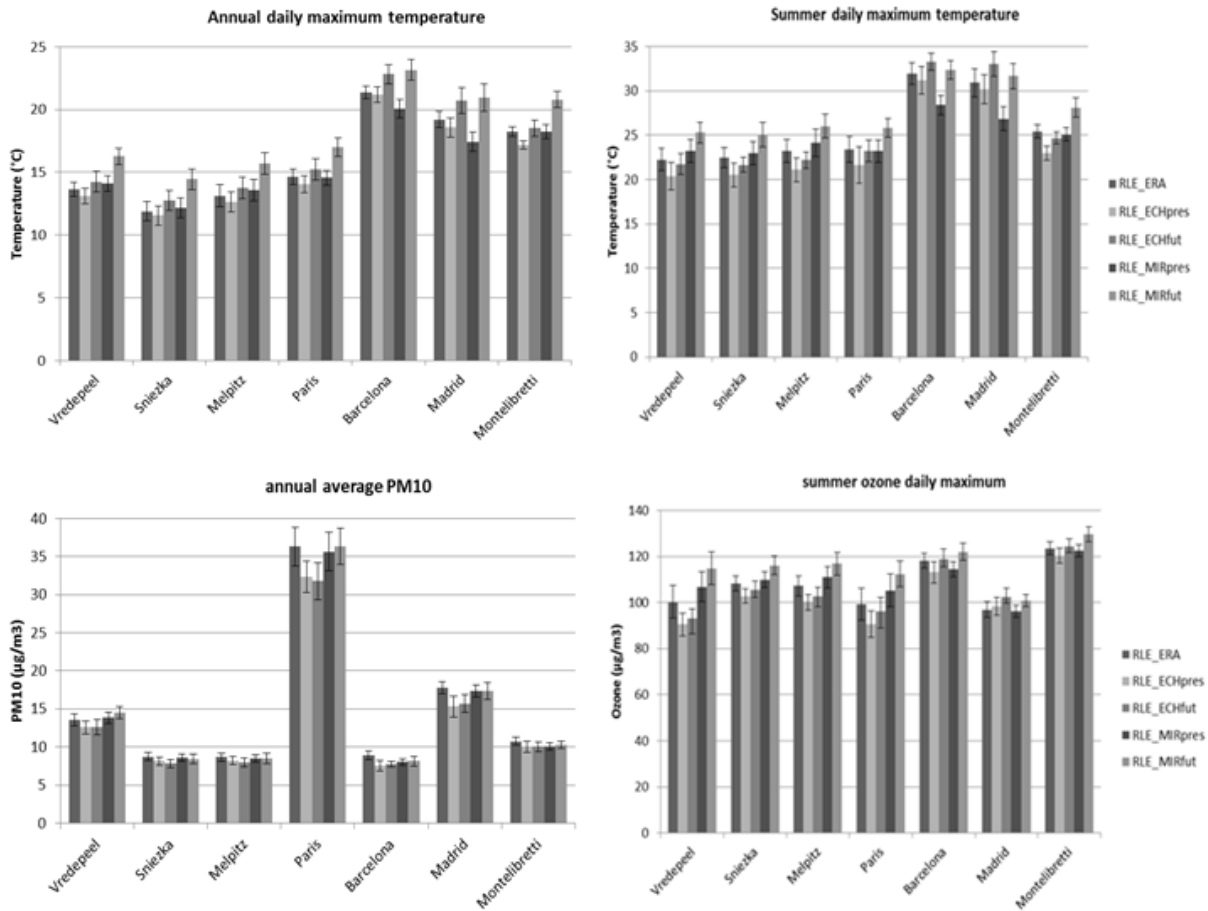 Annual daily maximum temperature
Temperature (°C)
25
20
15
10
5
0
Vredepeel
Sniezka
Melpitz
Paris
Barcelona
Madrid
Montelibretti
Summer daily maximum temperature
Temperature (°C)
35
30
25
20
15
10
5
0
Vredepeel
Sniezka
Melpitz
Paris
Barcelona
Madrid
Montelibretti
RLE_ERA
RLE_ECHpres
RLE_ECHfut
RLE_MIRpres
RLE_MIRfut
annual average PM10
PM10 (µg/m3)
40
35
30
25
20
15
10
5
0
Vredepeel
Sniezka
Melpitz
Paris
Barcelona
Madrid
Montelibretti
summer ozone daily maximum
Ozone (µg/m3)
140
120
100
80
60
40
20
0
Vredepeel
Sniezka
Melpitz
Paris
Barcelona
Madrid
Montelibretti
RLE_ERA
RLE_ECHpres
RLE_ECHfut
RLE_MIRpres
RLE_MIRfut